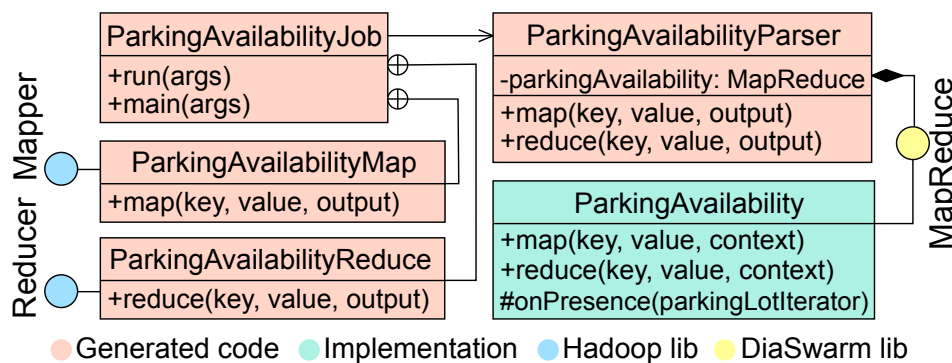 ParkingAvailabilityJob
+run(args)
+main(args)
ParkingAvailabilityParser
-parkingAvailability: MapReduce
+map(key, value, output)
+reduce(key, value, output)
Mapper
ParkingAvailabilityMap
+map(key, value, output)
MapReduce
ParkingAvailability
+map(key, value, context)
+reduce(key, value, context)
#onPresence(parkingLotIterator)
Reducer
ParkingAvailabilityReduce
+reduce(key, value, output)
Generated code
Implementation
Hadoop lib
DiaSwarm lib